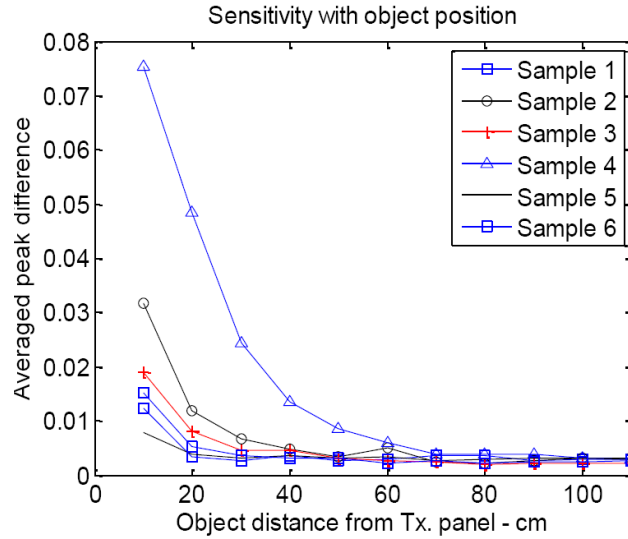 Sensitivity with object position
0.08
0.07
0.06
0.05
0.04
0.03
0.02
0.01
0
Averaged peak difference
Sample 1
Sample 2
Sample 3
Sample 4
Sample 5
Sample 6
0 20 40 60 80 100
Object distance from Tx. panel - cm